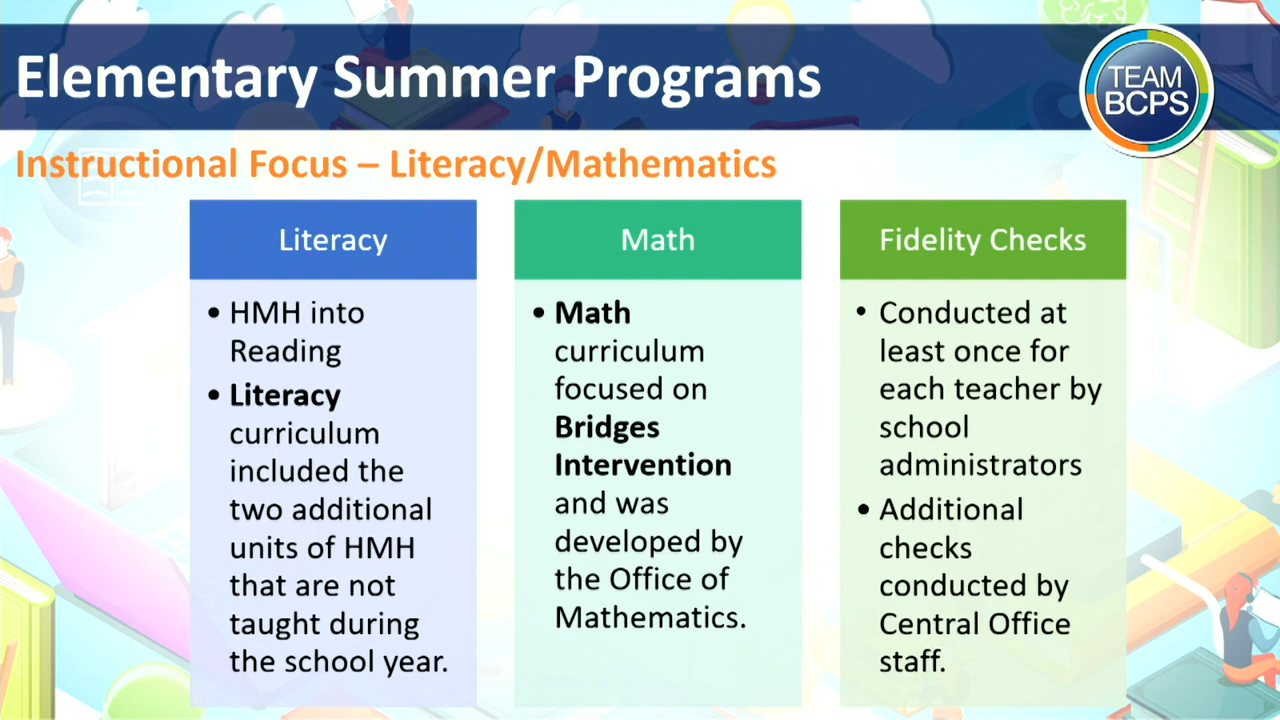 Elementary Summer Programs
TEAM
BCPS
Instructional Focus – Literacy/Mathematics
Literacy
• HMH into
Reading
• Literacy
curriculum
included the
two additional
units of HMH
that are not
taught during
the school year.
Math
• Math
curriculum
focused on
Bridges
Intervention
and was
developed by
the Office of
Mathematics.
Fidelity Checks
• Conducted at
least once for
each teacher by
school
administrators
• Additional
checks
conducted by
Central Office
staff.